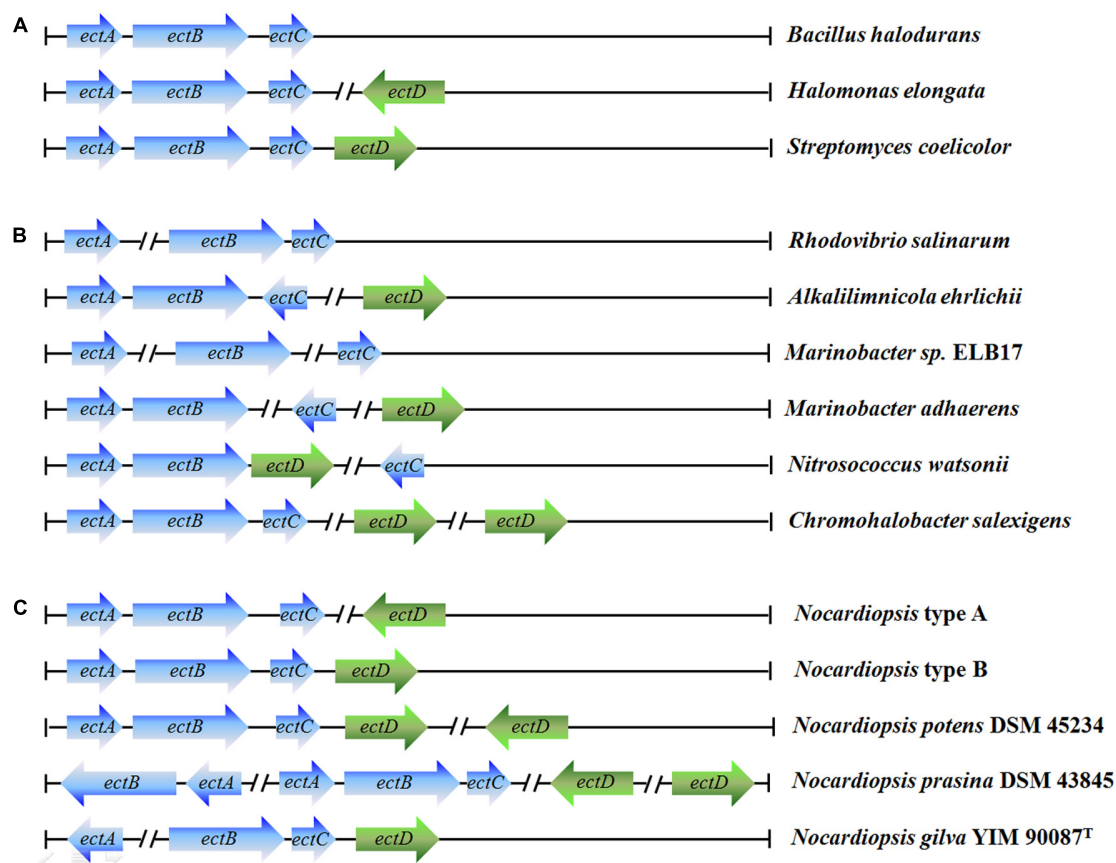 A ectA ectB ectC Bacillus halodurans
ectA ectB ectC ectD Halomonas elongata
ectA ectB ectC ectD Streptomyces coelicolor
B ectA ectB ectC Rhodovibrio salinarum
ectA ectB ectC ectD Alkalilimnicola ehrlichii
ectA ectB ectC Marinobacter sp. ELB17
ectA ectB ectC ectD Marinobacter adhaerens
ectA ectB ectD ectC Nitrosococcus watsonii
ectA ectB ectC ectD ectD Chromohalobacter salexigens
C ectA ectB ectC ectD Nocardiopsis type A
ectA ectB ectC ectD Nocardiopsis type B
ectA ectB ectC ectD ectD Nocardiopsis potens DSM 45234
ectB ectA ectA ectB ectC ectD ectD Nocardiopsis prasina DSM 43845
ectA ectB ectC ectD Nocardiopsis gilva YIM 90087ᵀ